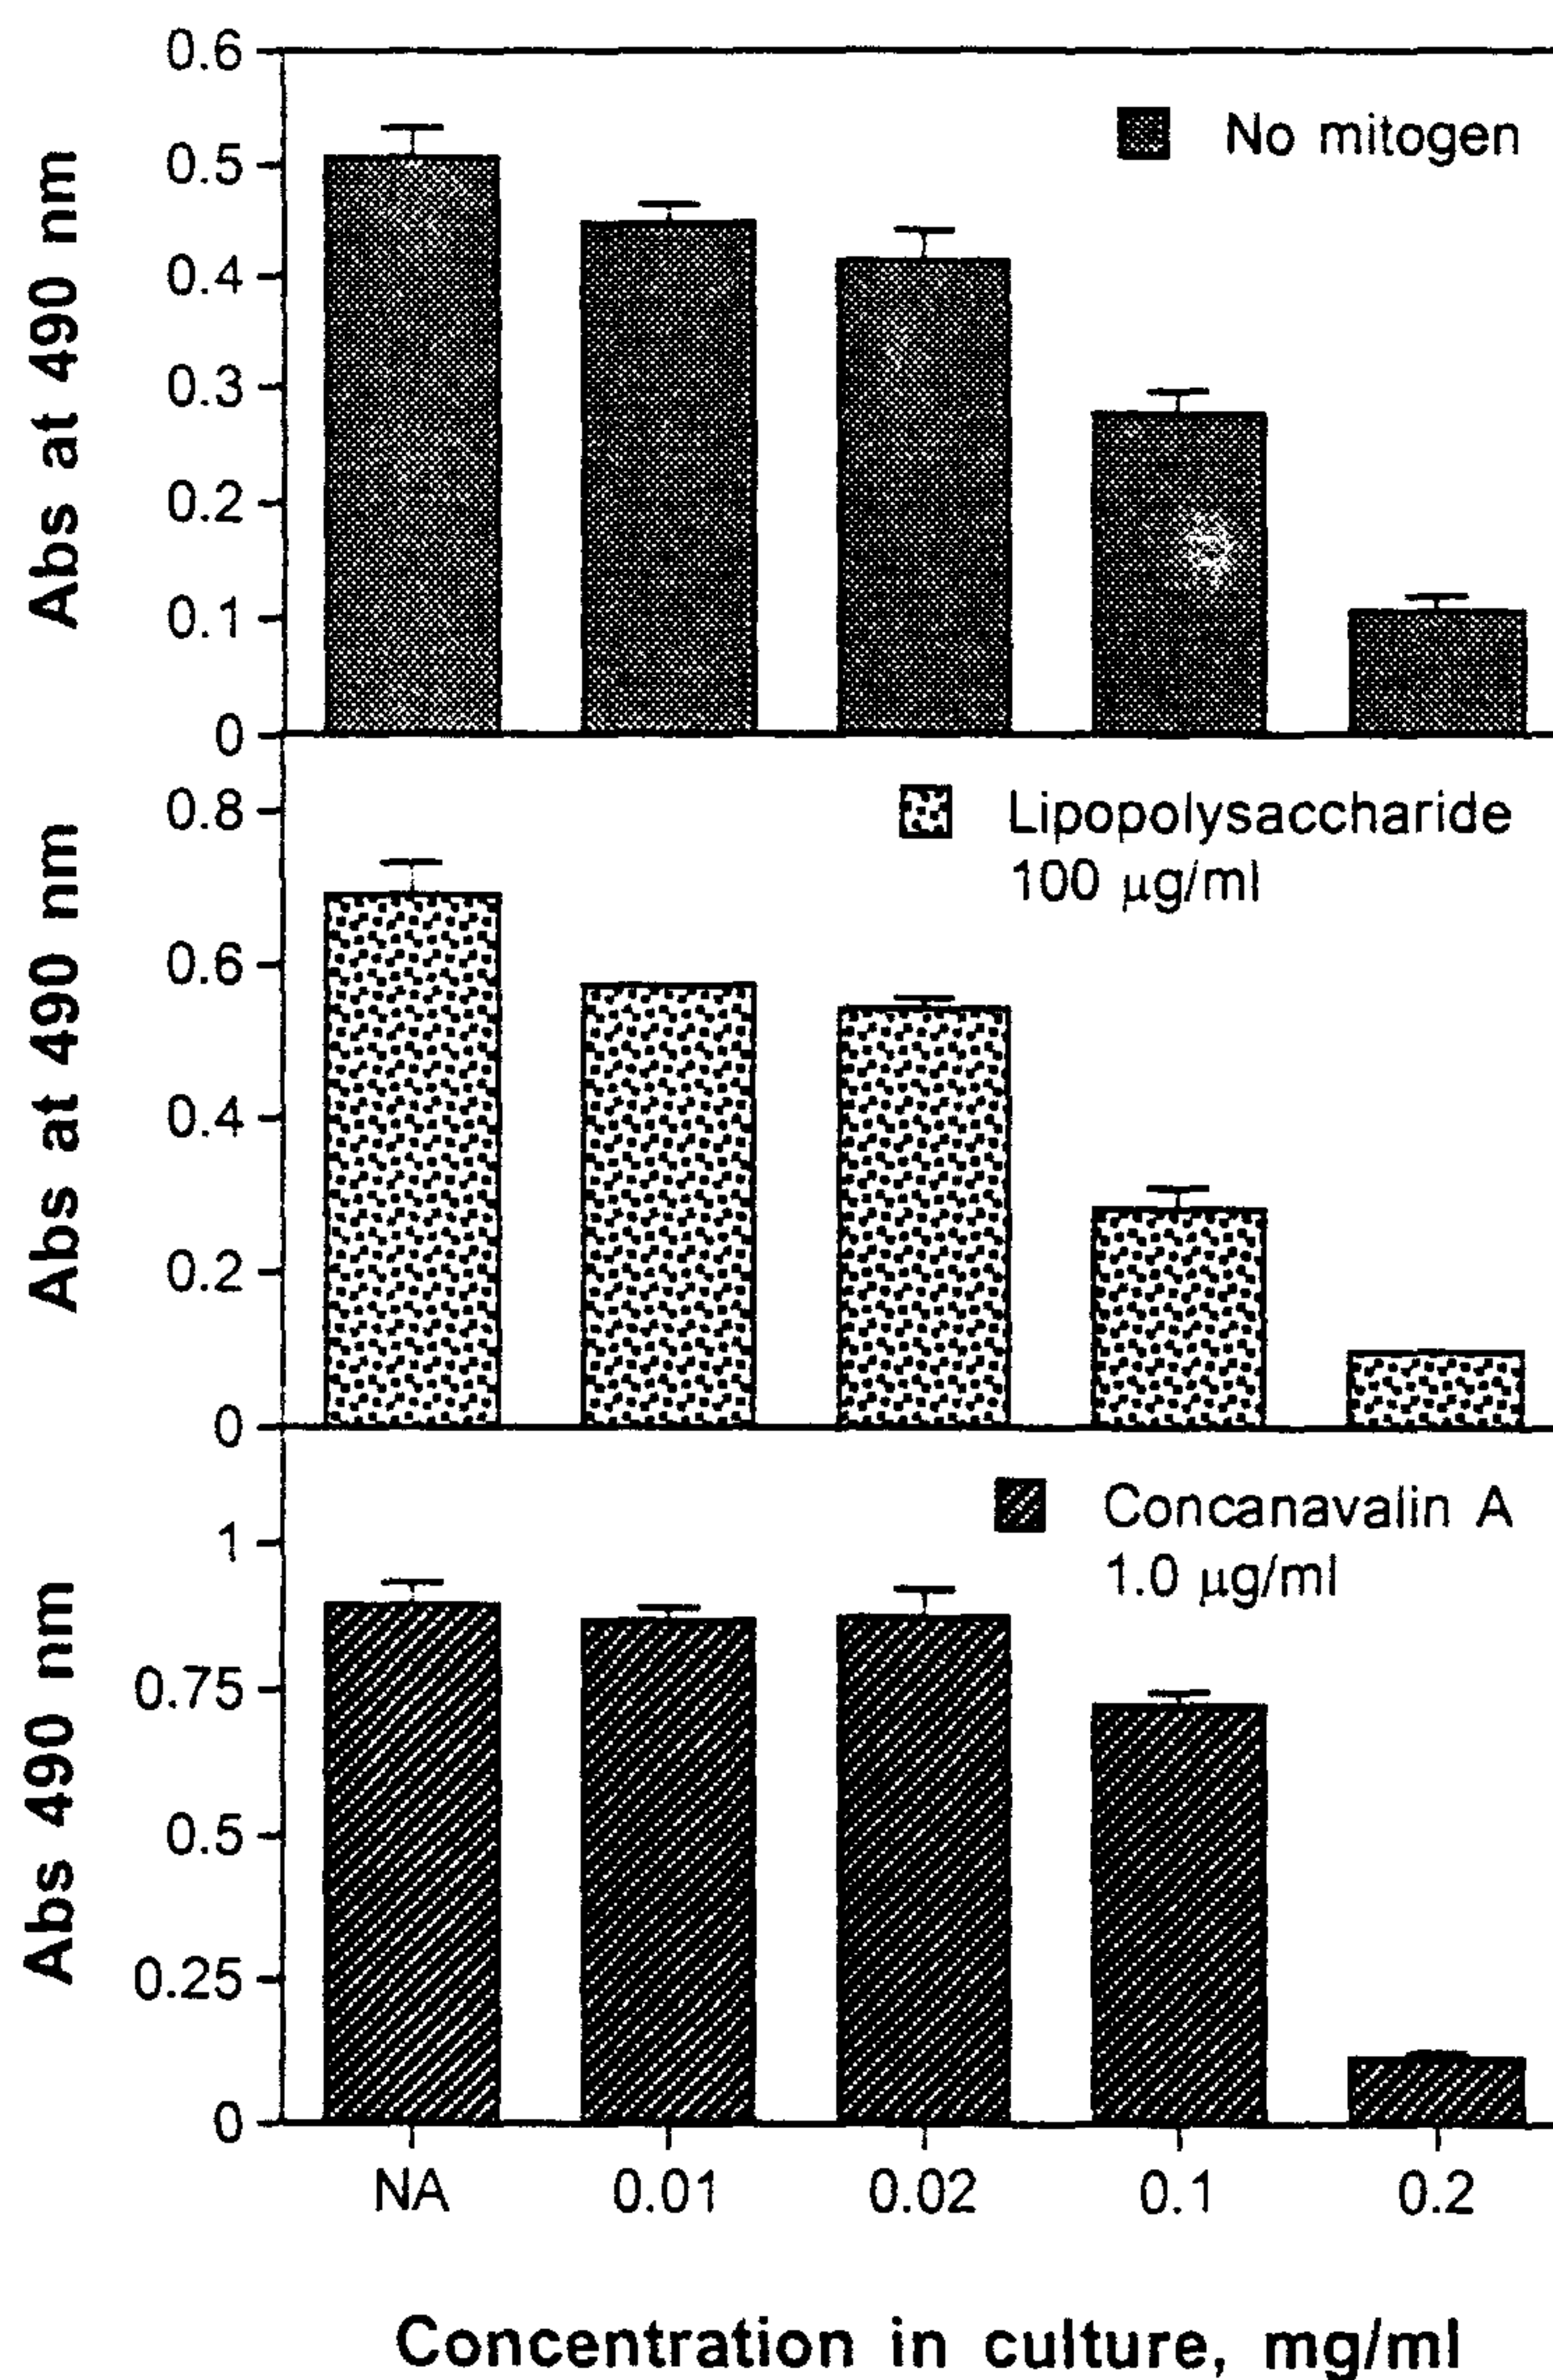 Abs at 490 nm
0.6
0.5
0.4
0.3
0.2
0.1
0
No mitogen
Abs at 490 nm
0.8
0.6
0.4
0.2
0
Lipopolysaccharide
100 µg/ml
Abs 490 nm
1
0.75
0.5
0.25
0
Concanavalin A
1.0 µg/ml
NA 0.01 0.02 0.1 0.2
Concentration in culture, mg/ml